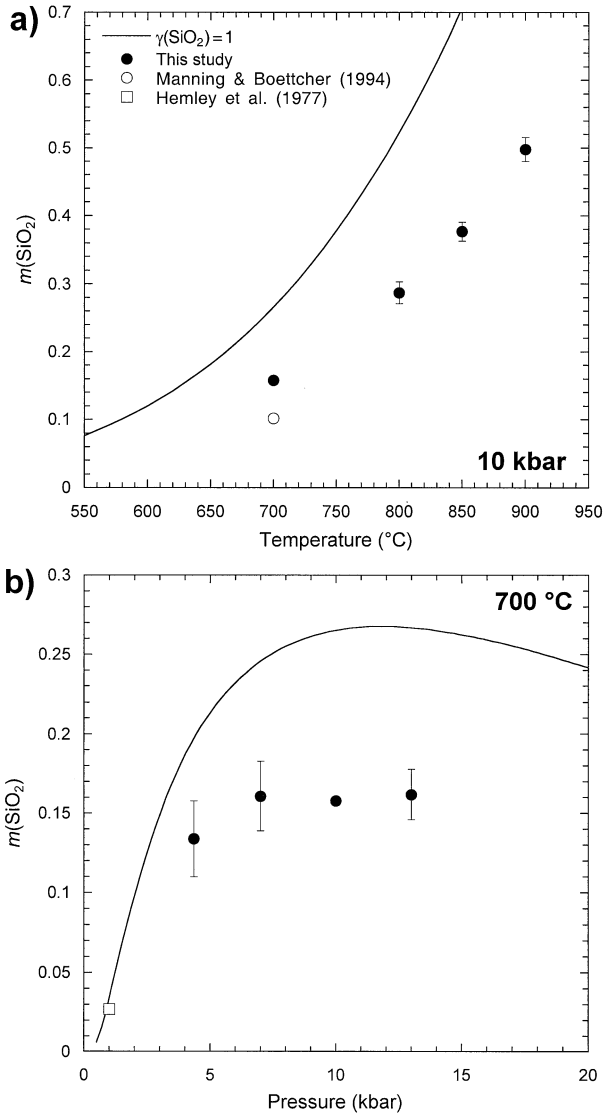 a)
0.7
0.6
0.5
0.4
0.3
0.2
0.1
0
m(SiO₂)
γ(SiO₂)=1
This study
Manning & Boettcher (1994)
Hemley et al. (1977)
10 kbar
550 600 650 700 750 800 850 900 950
Temperature (°C)
b)
0.3
0.25
0.2
0.15
0.1
0.05
0
m(SiO₂)
700 °C
0 5 10 15 20
Pressure (kbar)